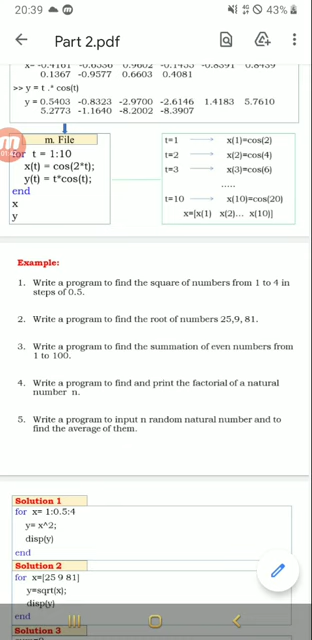 20:39
43%
Part 2.pdf
0.1367 -0.9577 0.6603 0.4081
>> y = t .* cos(t)
y = 0.5403 -0.8323 -2.9700 -2.6146 1.4183 5.7610
5.2773 -1.1640 -8.2002 -8.3907
m. File
for t = 1:10
x(t) = cos(2*t);
y(t) = t*cos(t);
end
x
y
t=1 x(1)=cos(2)
t=2 x(2)=cos(4)
t=3 x(3)=cos(6)
.....
t=10 x(10)=cos(20)
x=[x(1) x(2)... x(10)]
Example:
1. Write a program to find the square of numbers from 1 to 4 in
steps of 0.5.
2. Write a program to find the root of numbers 25,9, 81.
3. Write a program to find the summation of even numbers from
1 to 100.
4. Write a program to find and print the factorial of a natural
number n.
5. Write a program to input n random natural number and to
find the average of them.
Solution 1
for x= 1:0.5:4
y= x^2;
disp(y)
end
Solution 2
for x=[25 9 81]
y=sqrt(x);
disp(y)
end
Solution 3